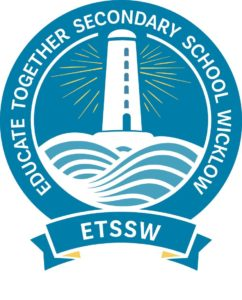 EDUCATE TOGETHER SECONDARY SCHOOL WICKLOW
ETSSW